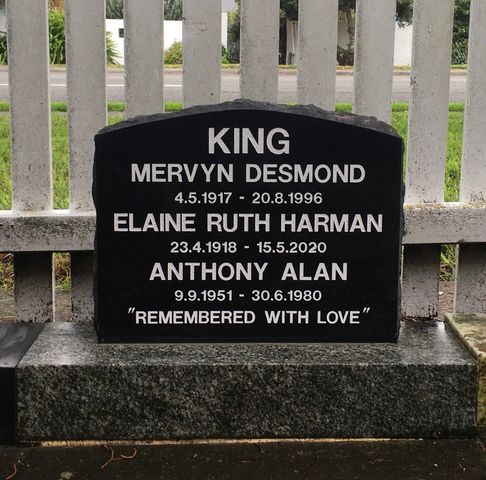 KING
MERVYN DESMOND
4.5.1917 - 20.8.1996
ELAINE RUTH HARMAN
23.4.1918 - 15.5.2020
ANTHONY ALAN
9.9.1951 - 30.6.1980
"REMEMBERED WITH LOVE"